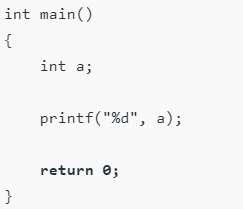 int main()
{
    int a;
    printf("%d", a);
    return 0;
}